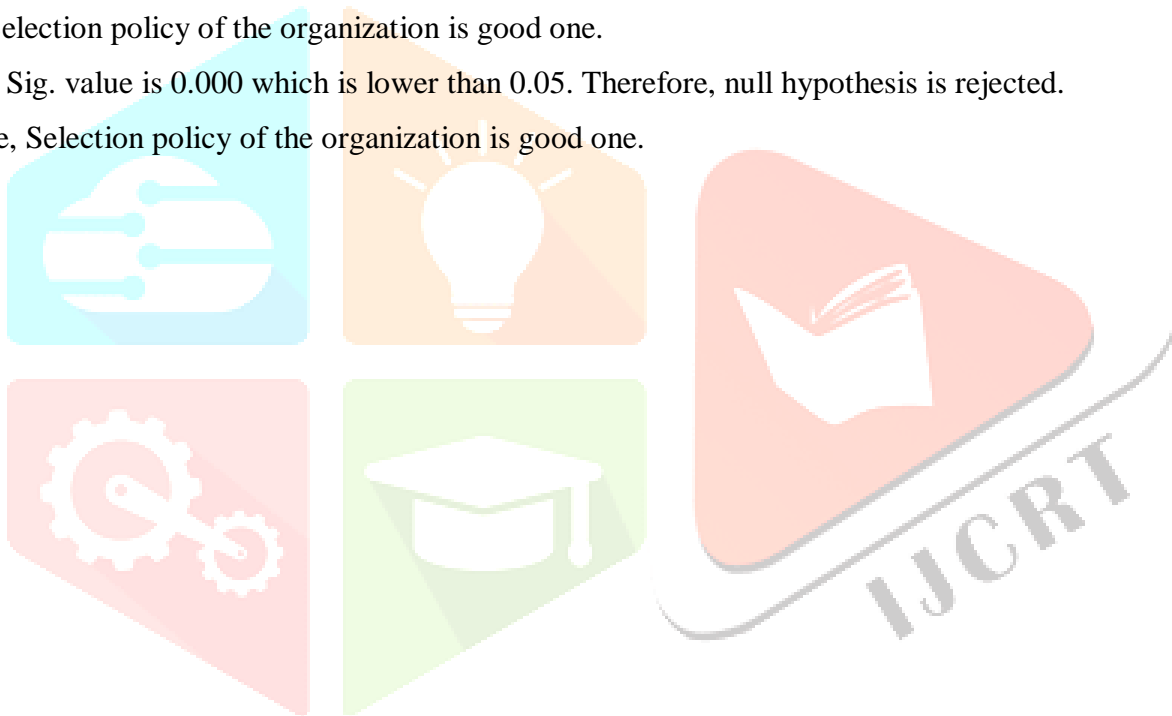 election policy of the organization is good one.
Sig. value is 0.000 which is lower than 0.05. Therefore, null hypothesis is rejected.
e, Selection policy of the organization is good one.
IJCRT